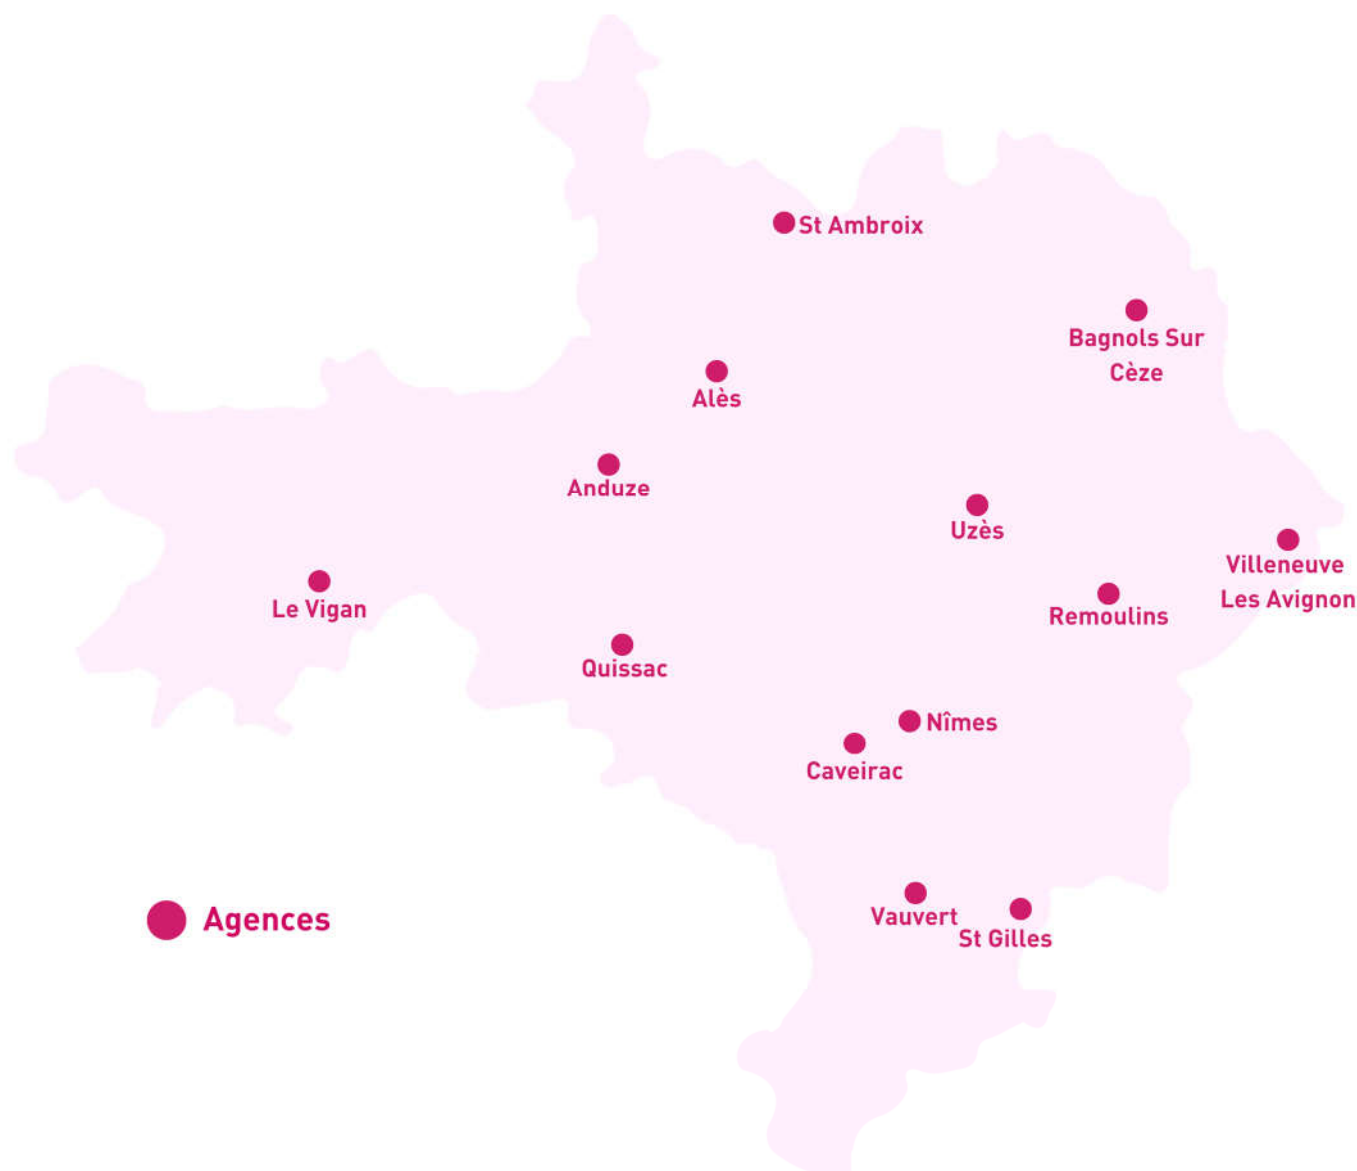 St Ambroix
Bagnols Sur
Cèze
Alès
Anduze
Uzès
Villeneuve
Les Avignon
Le Vigan
Remoulins
Quissac
Nîmes
Caveirac
Vauvert
St Gilles
Agences